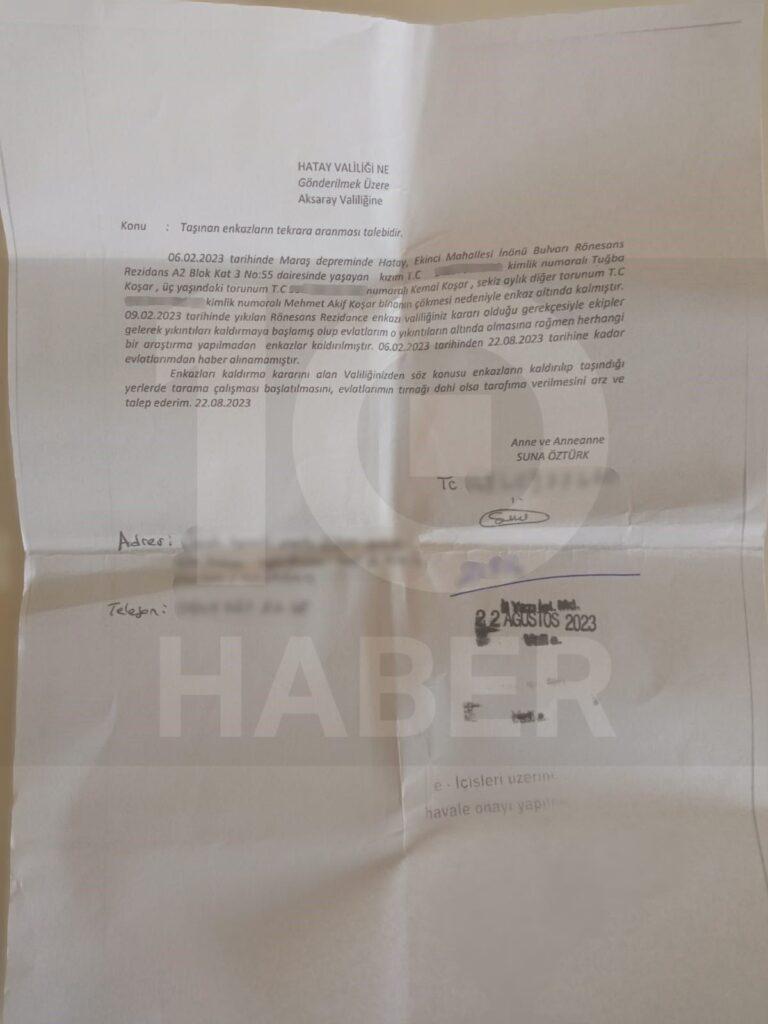 HATAY VALİLİĞİ NE
Gönderilmek Üzere
Aksaray Valiliğine
Konu : Taşınan enkazların tekrara aranması talebidir.
06.02.2023 tarihinde Maraş depreminde Hatay, Ekinci Mahallesi İnönü Bulvarı Rönesans
Rezidans A2 Blok Kat 3 No:55 dairesinde yaşayan kızım T.C kimlik numaralı Tuğba
Koşar , üç yaşındaki torunum T.C numaralı Kemal Koşar , sekiz aylık diğer torunum T.C
kimlik numaralı Mehmet Akif Koşar binanın çökmesi nedeniyle enkaz altında kalmıştır.
09.02.2023 tarihinde yıkılan Rönesans Rezidance enkazı valiliğiniz kararı olduğu gerekçesiyle ekipler
gelerek yıkıntıları kaldırmaya başlamış olup evlatlarım o yıkıntıların altında olmasına rağmen herhangi
bir araştırma yapılmadan enkazlar kaldırılmıştır. 06.02.2023 tarihinden 22.08.2023 tarihine kadar
evlatlarımdan haber alınamamıştır.
Enkazları kaldırma kararını alan Valiliğinizden söz konusu enkazların kaldırılıp taşındığı
yerlerde tarama çalışması başlatılmasını, evlatlarımın tırnağı dahi olsa tarafıma verilmesini arz ve
talep ederim. 22.08.2023
Anne ve Anneanne
SUNA ÖZTÜRK
Tc
Adres:
Telefon:
22 AĞUSTOS 2023
e - İçişleri üzerin
havale onayı
HABER